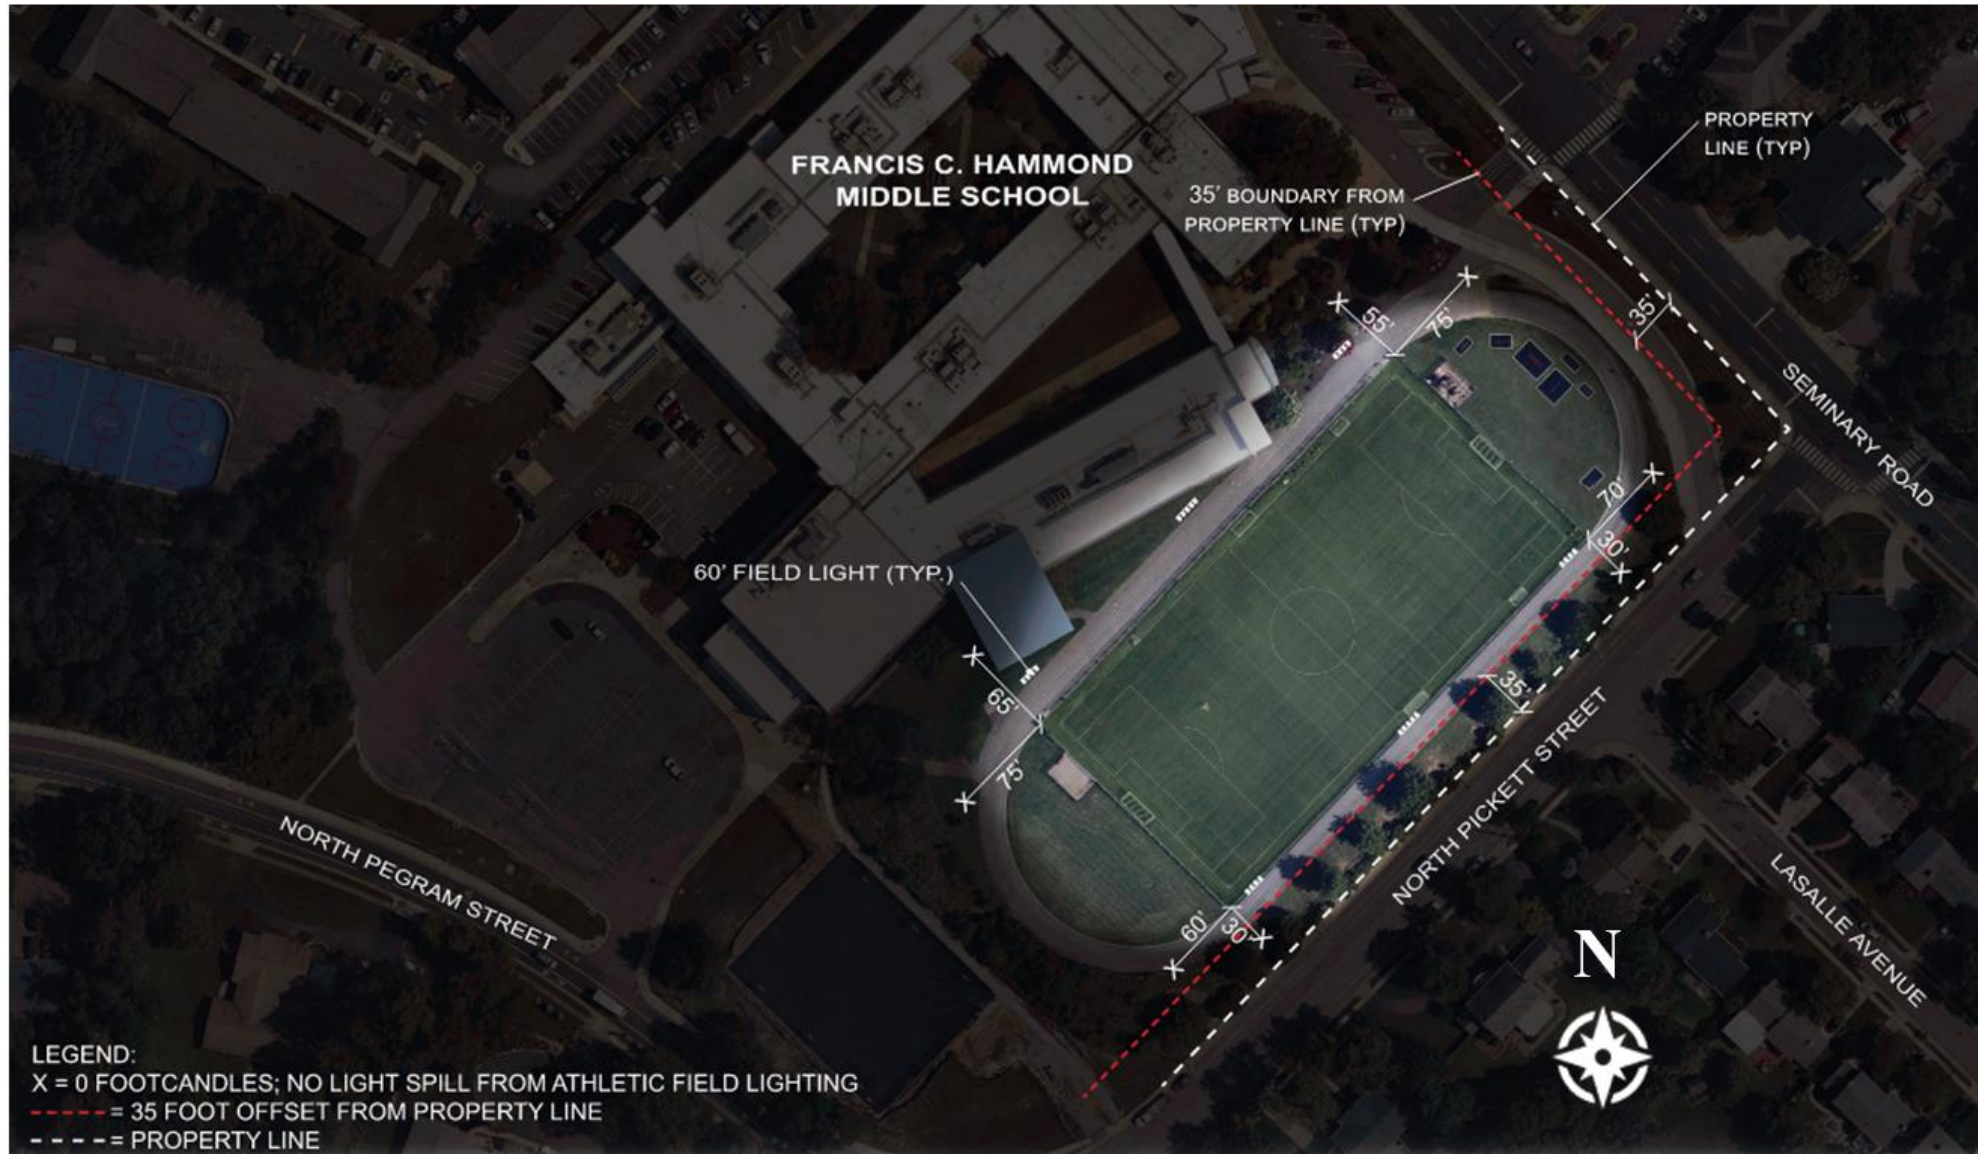 PROPERTY
LINE (TYP)
FRANCIS C. HAMMOND
MIDDLE SCHOOL
35' BOUNDARY FROM
PROPERTY LINE (TYP)
X
X
55'
75'
35'
SEMINARY ROAD
X
70'
30'
X
60' FIELD LIGHT (TYP.)
X
65'
35'
75'
X
NORTH PICKETT STREET
NORTH PEGRAM STREET
LASALLE AVENUE
60'
30'
X
X
N
LEGEND:
X = 0 FOOTCANDLES; NO LIGHT SPILL FROM ATHLETIC FIELD LIGHTING
= 35 FOOT OFFSET FROM PROPERTY LINE
= PROPERTY LINE